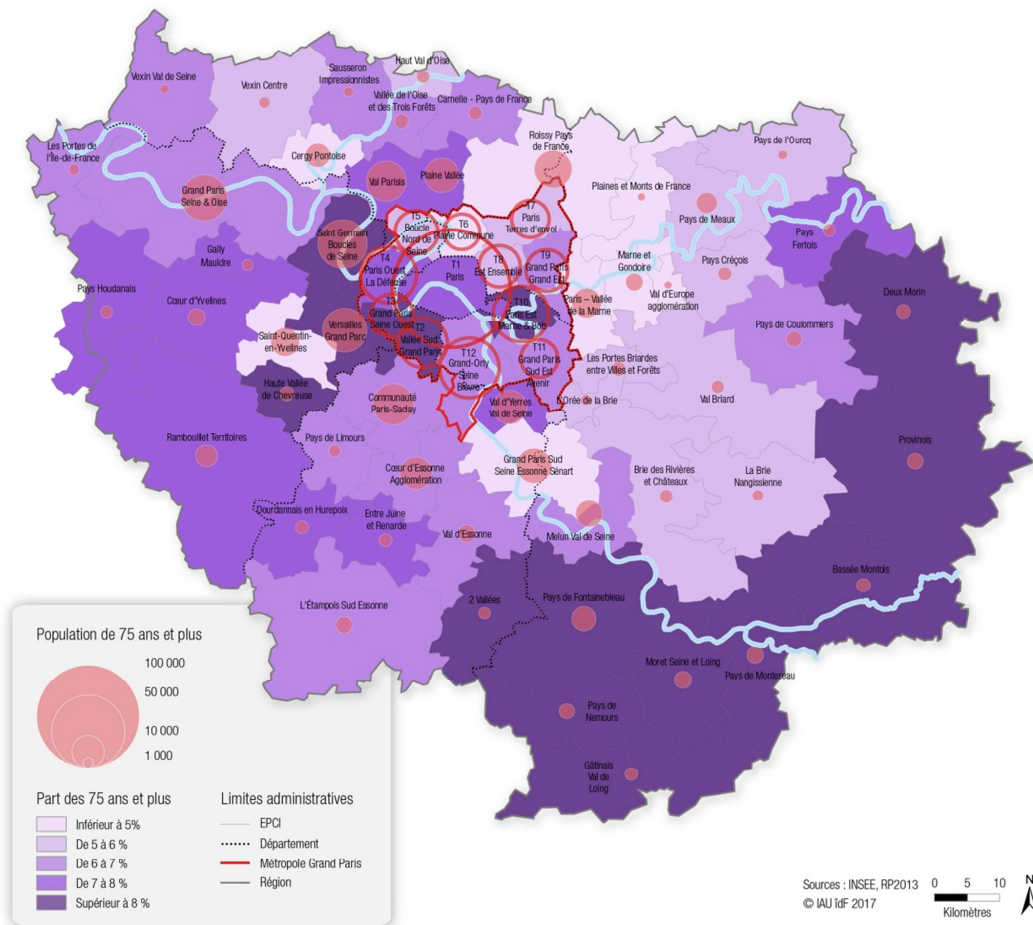 Vexin Val de Seine
Vexin Centre
Sausseron
Impressionnistes
Haut Val d'Oise
Vallée de l'Oise
et des Trois Forêts
Carnelle - Pays de France
Les Portes de
l'Île-de-France
Cergy Pontoise
Roissy Pays
de France
Pays de l'Ourcq
Grand Paris
Seine & Oise
Val Parisis
Plaine Vallée
Plaines et Monts de France
Pays de Meaux
Pays
Fertois
Saint Germain
Boucles
de Seine
T5
Boucle
Nord de
Seine
T6
Plaine Commune
T7
Paris
Terres d'envol
Gally
Mauldre
T4
Paris Ouest
La Défense
T1
Paris
T8
Est Ensemble
T9
Grand Paris
Grand Est
Marne et
Gondoire
Pays Créçois
Val d'Europe
agglomération
Pays Houdanais
Cœur d'Yvelines
T3
Grand Paris
Seine Ouest
T10
Paris Est
Marne & Bois
Paris – Vallée
de la Marne
Deux Morin
Saint-Quentin-
en-Yvelines
Versailles
Grand Parc
T2
Vallée Sud
Grand Paris
Pays de Coulommiers
T12
Grand-Orly
Seine
Bièvre
T11
Grand Paris
Sud Est
Avenir
Les Portes Briardes
entre Villes et Forêts
Haute Vallée
de Chevreuse
Communauté
Paris-Saclay
Val d'Yerres
Val de Seine
L'Orée de la Brie
Val Briard
Rambouillet Territoires
Pays de Limours
Provinois
Cœur d'Essonne
Agglomération
Grand Paris Sud
Seine Essonne Sénart
Brie des Rivières
et Châteaux
La Brie
Nangissienne
Dourdannais en Hurepoix
Entre Juine
et Renarde
Val d'Essonne
Melun Val de Seine
Bassée Montois
L'Étampois Sud Essonne
2 Vallées
Pays de Fontainebleau
Moret Seine et Loing
Pays de Montereau
Pays de
Nemours
Gâtinais
Val de
Loing
Population de 75 ans et plus
100 000
50 000
10 000
1 000
Part des 75 ans et plus
Inférieur à 5%
De 5 à 6 %
De 6 à 7 %
De 7 à 8 %
Supérieur à 8 %
Limites administratives
EPCI
Département
Métropole Grand Paris
Région
Sources : INSEE, RP2013
© IAU îdF 2017
0 5 10
Kilomètres
N